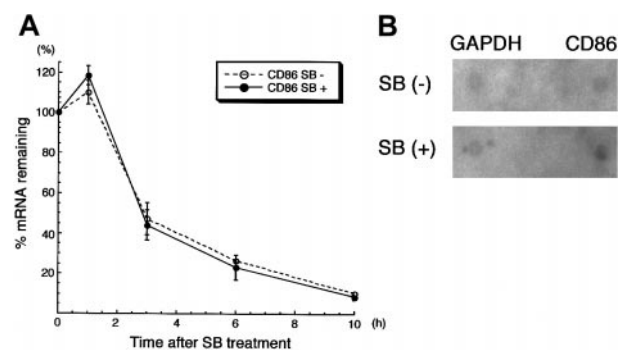 A
(%)
120
100
80
60
40
20
0
2
4
6
8
10
(h)
% mRNA remaining
Time after SB treatment
CD86 SB -
CD86 SB +
B
GAPDH CD86
SB (-)
SB (+)